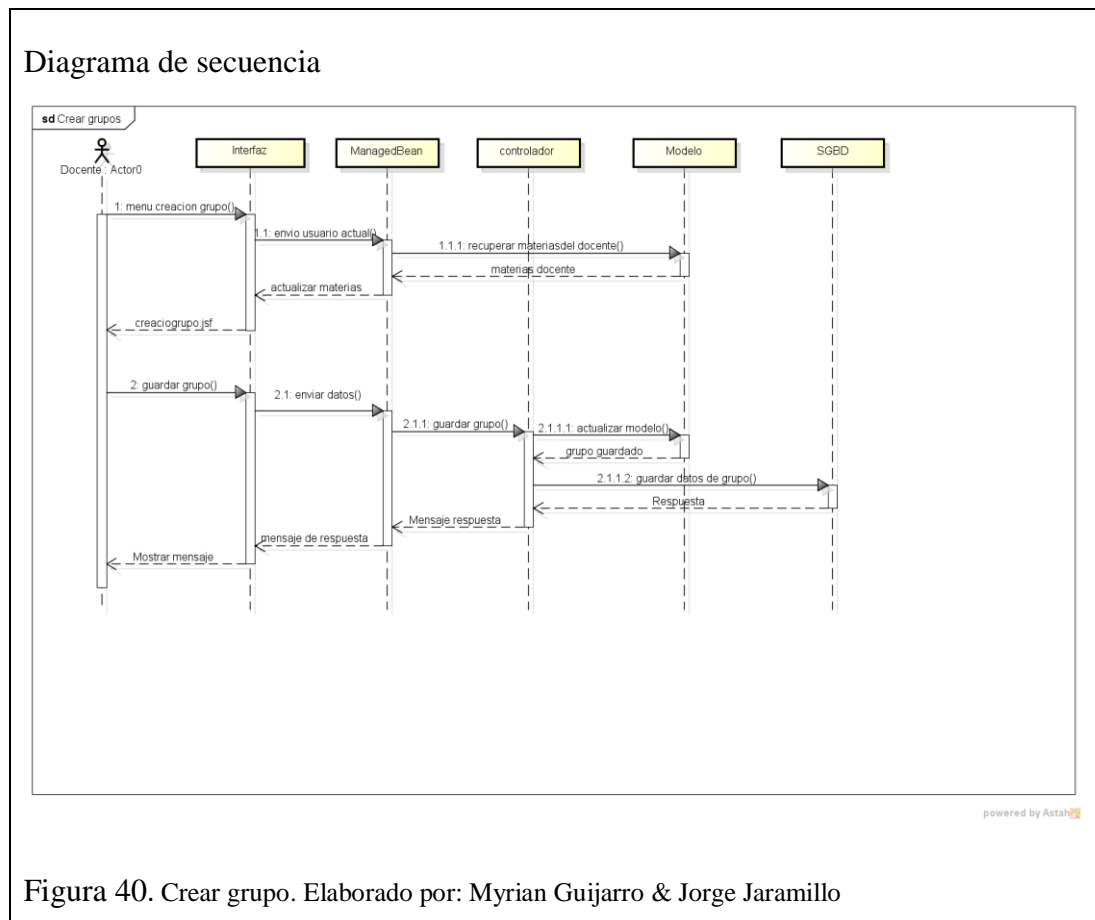 Diagrama de secuencia
sd Crear grupos
Docente : Actor0
Interfaz
ManagedBean
controlador
Modelo
SGBD
1: menu creacion grupo()
1.1: envio usuario actual()
1.1.1: recuperar materiasdel docente()
materias docente
actualizar materias
creaciogrupo.jsf
2: guardar grupo()
2.1: enviar datos()
2.1.1: guardar grupo()
2.1.1.1: actualizar modelo()
grupo guardado
2.1.1.2: guardar datos de grupo()
Respuesta
Mensaje respuesta
mensaje de respuesta
Mostrar mensaje
powered by Astah
Figura 40. Crear grupo. Elaborado por: Myrian Guijarro & Jorge Jaramillo